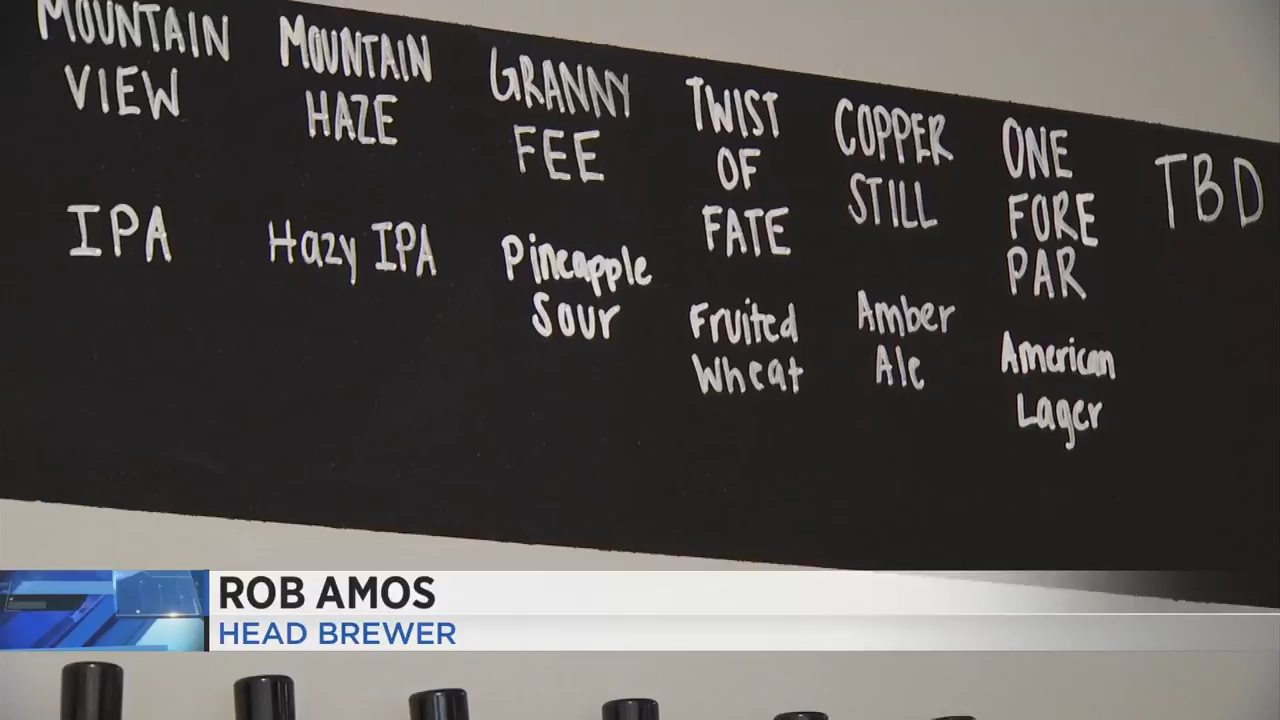 MOUNTAIN
VIEW
IPA
MOUNTAIN
HAZE
Hazy IPA
GRANNY
FEE
Pineapple
Sour
TWIST
OF
FATE
Fruited
Wheat
COPPER
STILL
Amber
Ale
ONE
FORE
PAR
American
Lager
TBD
ROB AMOS
HEAD BREWER